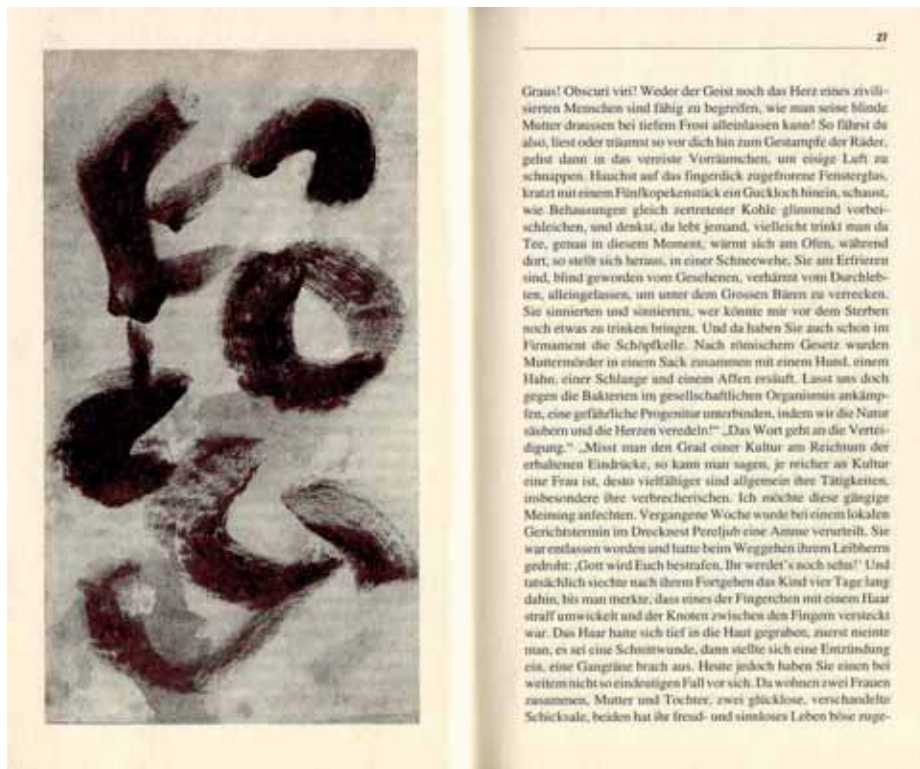 27
Graus! Obscuri viri! Weder der Geist noch das Herz eines zivili-
sierten Menschen sind fähig zu begreifen, wie man seine blinde
Mutter draussen bei tiefem Frost alleinlassen kann! So fährst du
also, liest oder träumst so vor dich hin zum Gestampfe der Räder,
gehst dann in das vereiste Vorräumchen, um eisige Luft zu
schnappen. Hauchst auf das fingerdick zugefrorene Fensterglas,
kratzt mit einem Fünfkopekenstück ein Guckloch hinein, schaust,
wie Behausungen gleich zertretener Kohle glimmend vorbei-
schleichen, und denkst, da lebt jemand, vielleicht trinkt man da
Tee, genau in diesem Moment, wärmt sich am Ofen, während
dort, so stellt sich heraus, in einer Schneewehe, Sie am Erfrieren
sind, blind geworden vom Gesehenen, verhärmt vom Durchleb-
ten, alleingelassen, um unter dem Grossen Bären zu verrecken.
Sie sinnierten und sinnierten, wer könnte mir vor dem Sterben
noch etwas zu trinken bringen. Und da haben Sie auch schon im
Firmament die Schöpfkelle. Nach römischem Gesetz wurden
Muttermörder in einem Sack zusammen mit einem Hund, einem
Hahn, einer Schlange und einem Affen ersäuft. Lasst uns doch
gegen die Bakterien im gesellschaftlichen Organismus ankämp-
fen, eine gefährliche Progenitur unterbinden, indem wir die Natur
säubern und die Herzen veredeln!“ „Das Wort geht an die Vertei-
digung.“ „Misst man den Grad einer Kultur am Reichtum der
erhaltenen Eindrücke, so kann man sagen, je reicher an Kultur
eine Frau ist, desto vielfältiger sind allgemein ihre Tätigkeiten,
insbesondere ihre verbrecherischen. Ich möchte diese gängige
Meinung anfechten. Vergangene Woche wurde bei einem lokalen
Gerichtstermin im Drecknest Pereljub eine Amme verurteilt. Sie
war entlassen worden und hatte beim Weggehen ihrem Leibherrn
gedroht: ‚Gott wird Euch bestrafen, Ihr werdet's noch sehn!‘ Und
tatsächlich siechte nach ihrem Fortgehen das Kind vier Tage lang
dahin, bis man merkte, dass eines der Fingerchen mit einem Haar
straff umwickelt und der Knoten zwischen den Fingern versteckt
war. Das Haar hatte sich tief in die Haut gegraben, zuerst meinte
man, es sei eine Schnittwunde, dann stellte sich eine Entzündung
ein, eine Gangräne brach aus. Heute jedoch haben Sie einen bei
weitem nicht so eindeutigen Fall vor sich. Da wohnen zwei Frauen
zusammen, Mutter und Tochter, zwei glücklose, verschandelte
Schicksale, beiden hat ihr freud- und sinnloses Leben böse zuge-